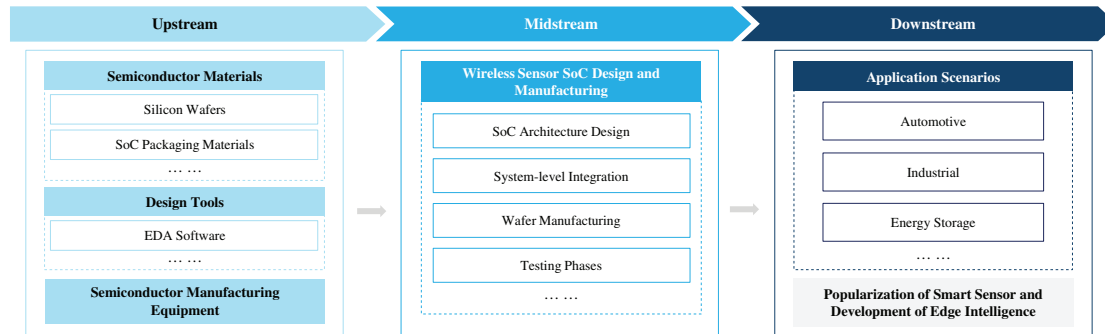 Upstream
Midstream
Downstream
Semiconductor Materials
Silicon Wafers
SoC Packaging Materials
… …
Design Tools
EDA Software
… …
Semiconductor Manufacturing
Equipment
Wireless Sensor SoC Design and
Manufacturing
SoC Architecture Design
System-level Integration
Wafer Manufacturing
Testing Phases
… …
Application Scenarios
Automotive
Industrial
Energy Storage
… …
Popularization of Smart Sensor and
Development of Edge Intelligence